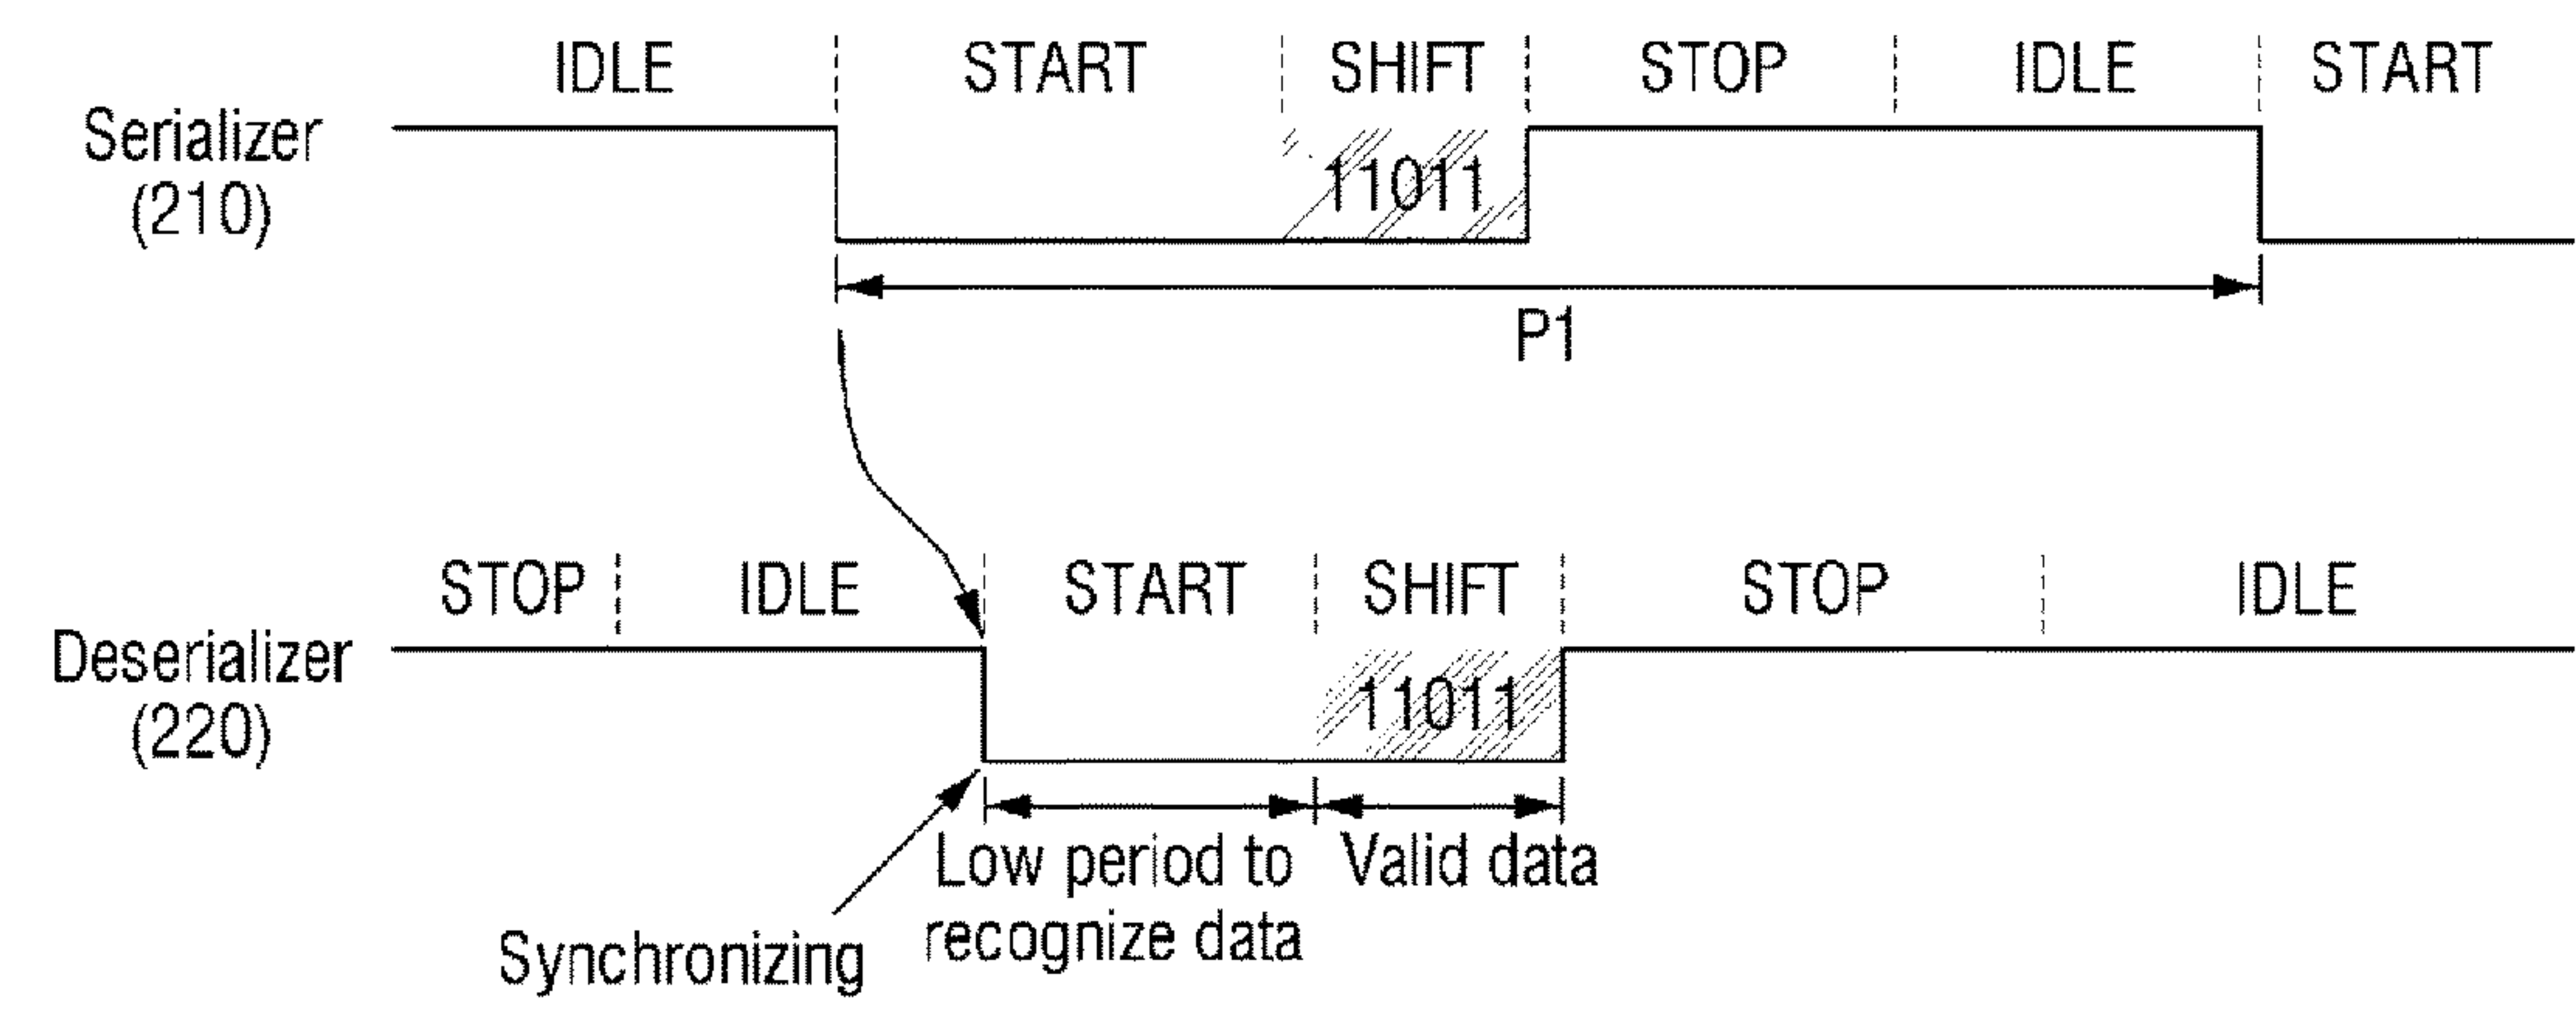 IDLE START SHIFT STOP IDLE START
Serializer
(210)
11011
P1
STOP IDLE START SHIFT STOP IDLE
Deserializer
(220)
11011
Low period to Valid data
recognize data
Synchronizing